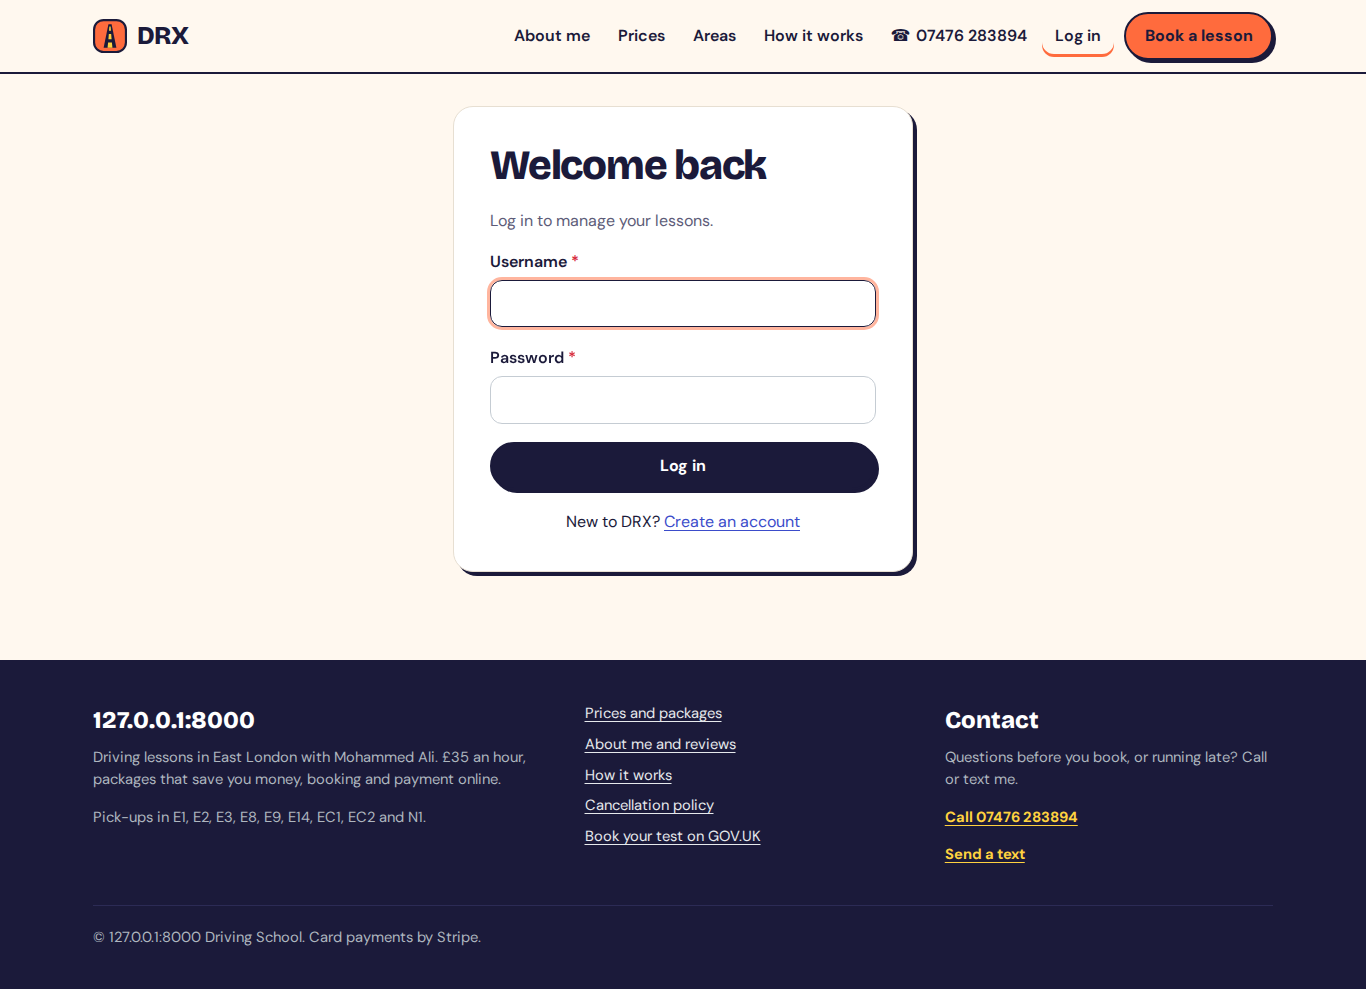 DRX
About me
Prices
Areas
How it works
☎ 07476 283894
Log in
Book a lesson
Welcome back
Log in to manage your lessons.
Username *
Password *
Log in
New to DRX? Create an account
127.0.0.1:8000
Driving lessons in East London with Mohammed Ali. £35 an hour,
packages that save you money, booking and payment online.
Pick-ups in E1, E2, E3, E8, E9, E14, EC1, EC2 and N1.
Prices and packages
About me and reviews
How it works
Cancellation policy
Book your test on GOV.UK
Contact
Questions before you book, or running late? Call
or text me.
Call 07476 283894
Send a text
© 127.0.0.1:8000 Driving School. Card payments by Stripe.